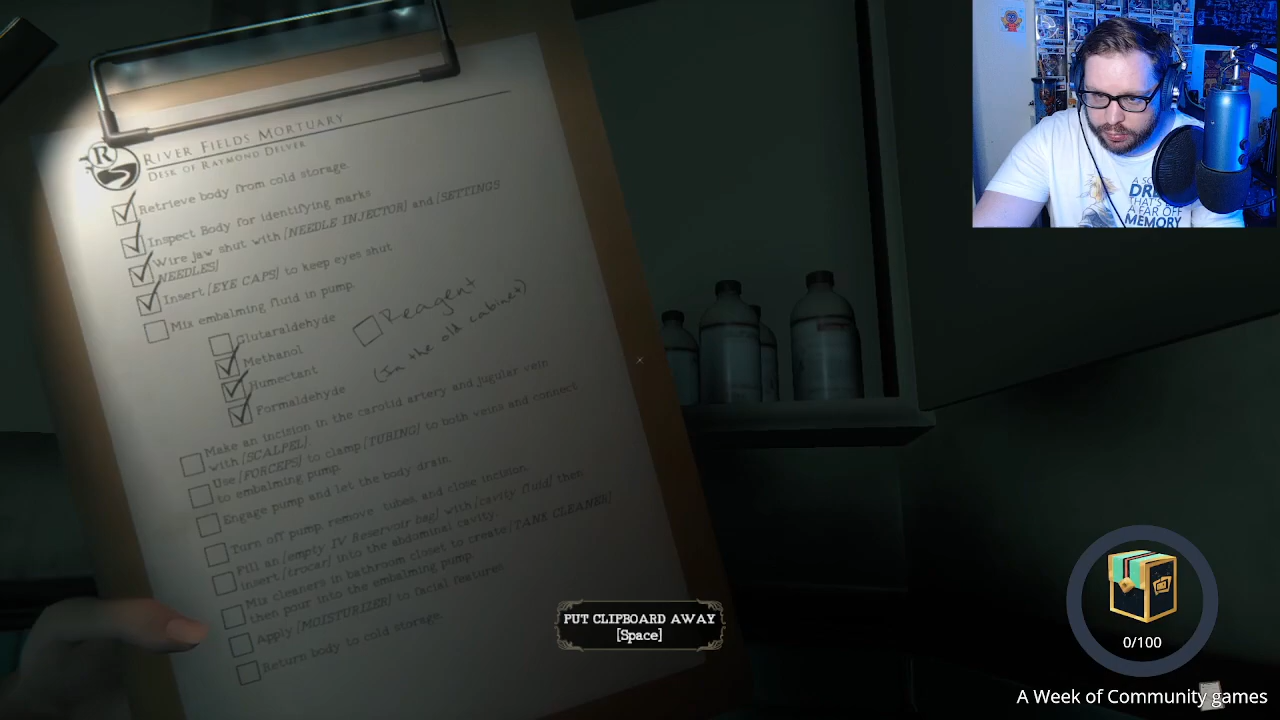 RIVER FIELDS MORTUARY
DESK OF RAYMOND DELVER
Retrieve body from cold storage.
Inspect Body for identifying marks
Wire jaw shut with [NEEDLE INJECTOR] and [SETTINGS
NEEDLES]
Insert [EYE CAPS] to keep eyes shut
Mix embalming fluid in pump.
Glutaraldehyde
Methanol
Humectant
Formaldehyde
Reagent
(In the old cabinet)
Make an incision in the carotid artery and jugular vein
with [SCALPEL]
Use [FORCEPS] to clamp [TUBING] to both veins and connect
to embalming pump.
Engage pump and let the body drain.
Turn off pump, remove tubes, and close incision.
Fill an [empty IV Reservoir bag] with [cavity fluid] then
insert [trocar] into the abdominal cavity.
Mix cleaners in bathroom closet to create [TANK CLEANER]
then pour into the embalming pump.
Apply [MOISTURIZER] to facial features
Return body to cold storage.
PUT CLIPBOARD AWAY
[Space]
A SO
DRE
THAT'S
A FAR OFF
MEMORY
0/100
A Week of Community games